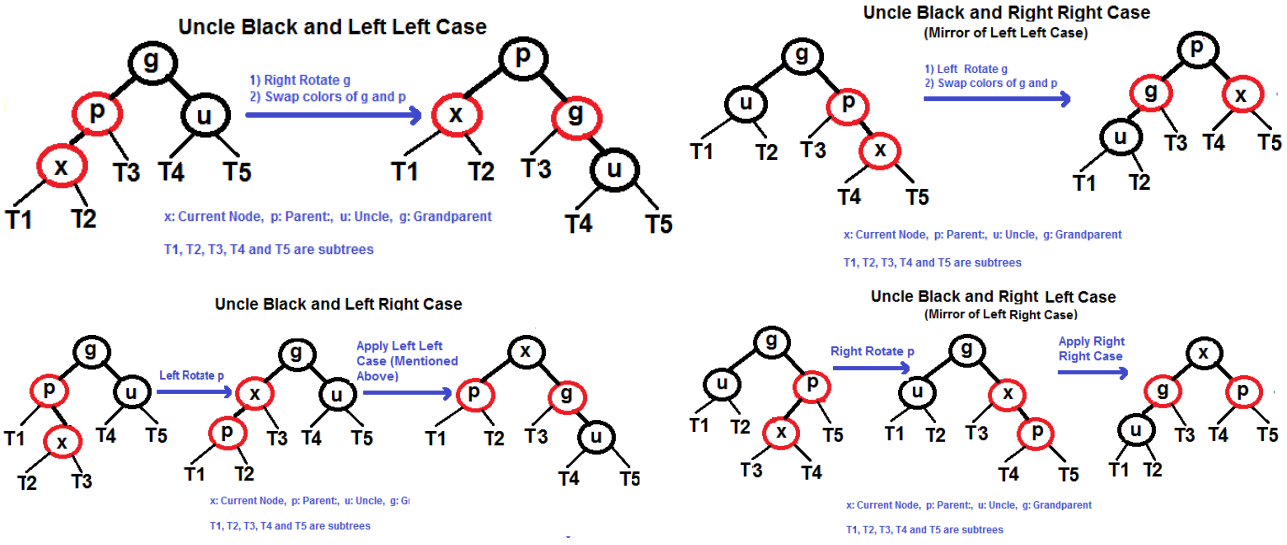 Uncle Black and Left Left Case
g
p
u
x
T3
T4
T5
T1
T2
1) Right Rotate g
2) Swap colors of g and p
p
x
g
T1
T2
T3
u
T4
T5
x: Current Node, p: Parent:, u: Uncle, g: Grandparent
T1, T2, T3, T4 and T5 are subtrees
Uncle Black and Right Right Case
(Mirror of Left Left Case)
g
u
p
T1
T2
T3
x
T4
T5
1) Left Rotate g
2) Swap colors of g and p
p
g
x
u
T3
T4
T5
T1
T2
x: Current Node, p: Parent:, u: Uncle, g: Grandparent
T1, T2, T3, T4 and T5 are subtrees
Uncle Black and Left Right Case
g
p
u
T1
x
T4
T5
T2
T3
Left Rotate p
g
x
u
p
T3
T4
T5
T1
T2
Apply Left Left
Case (Mentioned
Above)
x
p
g
T1
T2
T3
u
T4
T5
x: Current Node, p: Parent:, u: Uncle, g: G
T1, T2, T3, T4 and T5 are subtrees
Uncle Black and Right Left Case
(Mirror of Left Right Case)
g
u
p
T1
T2
x
T5
T3
T4
Right Rotate p
g
u
x
T1
T2
T3
p
T4
T5
Apply Right
Right Case
x
g
p
u
T3
T4
T5
T1
T2
x: Current Node, p: Parent:, u: Uncle, g: Grandparent
T1, T2, T3, T4 and T5 are subtrees